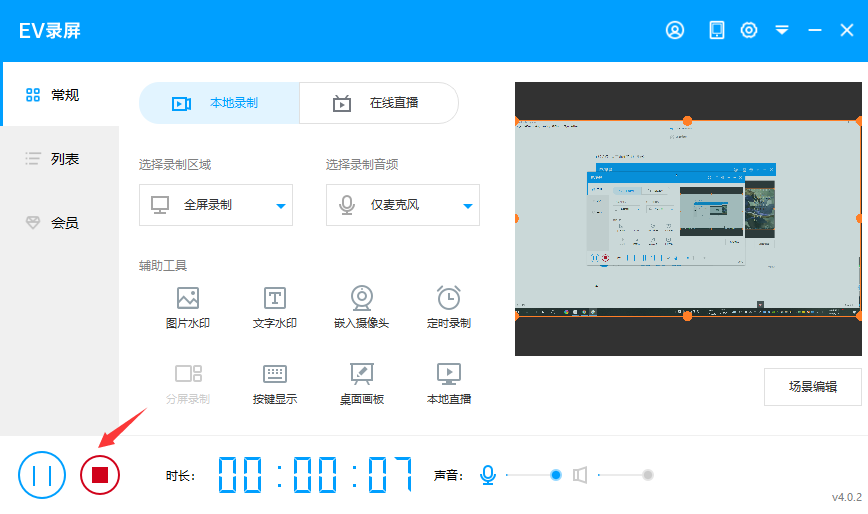 EV录屏
常规
列表
会员
本地录制
在线直播
选择录制区域
选择录制音频
全屏录制
仅麦克风
辅助工具
图片水印
文字水印
嵌入摄像头
定时录制
分屏录制
按键显示
桌面画板
本地直播
场景编辑
时长:
00:00:07
声音:
v4.0.2